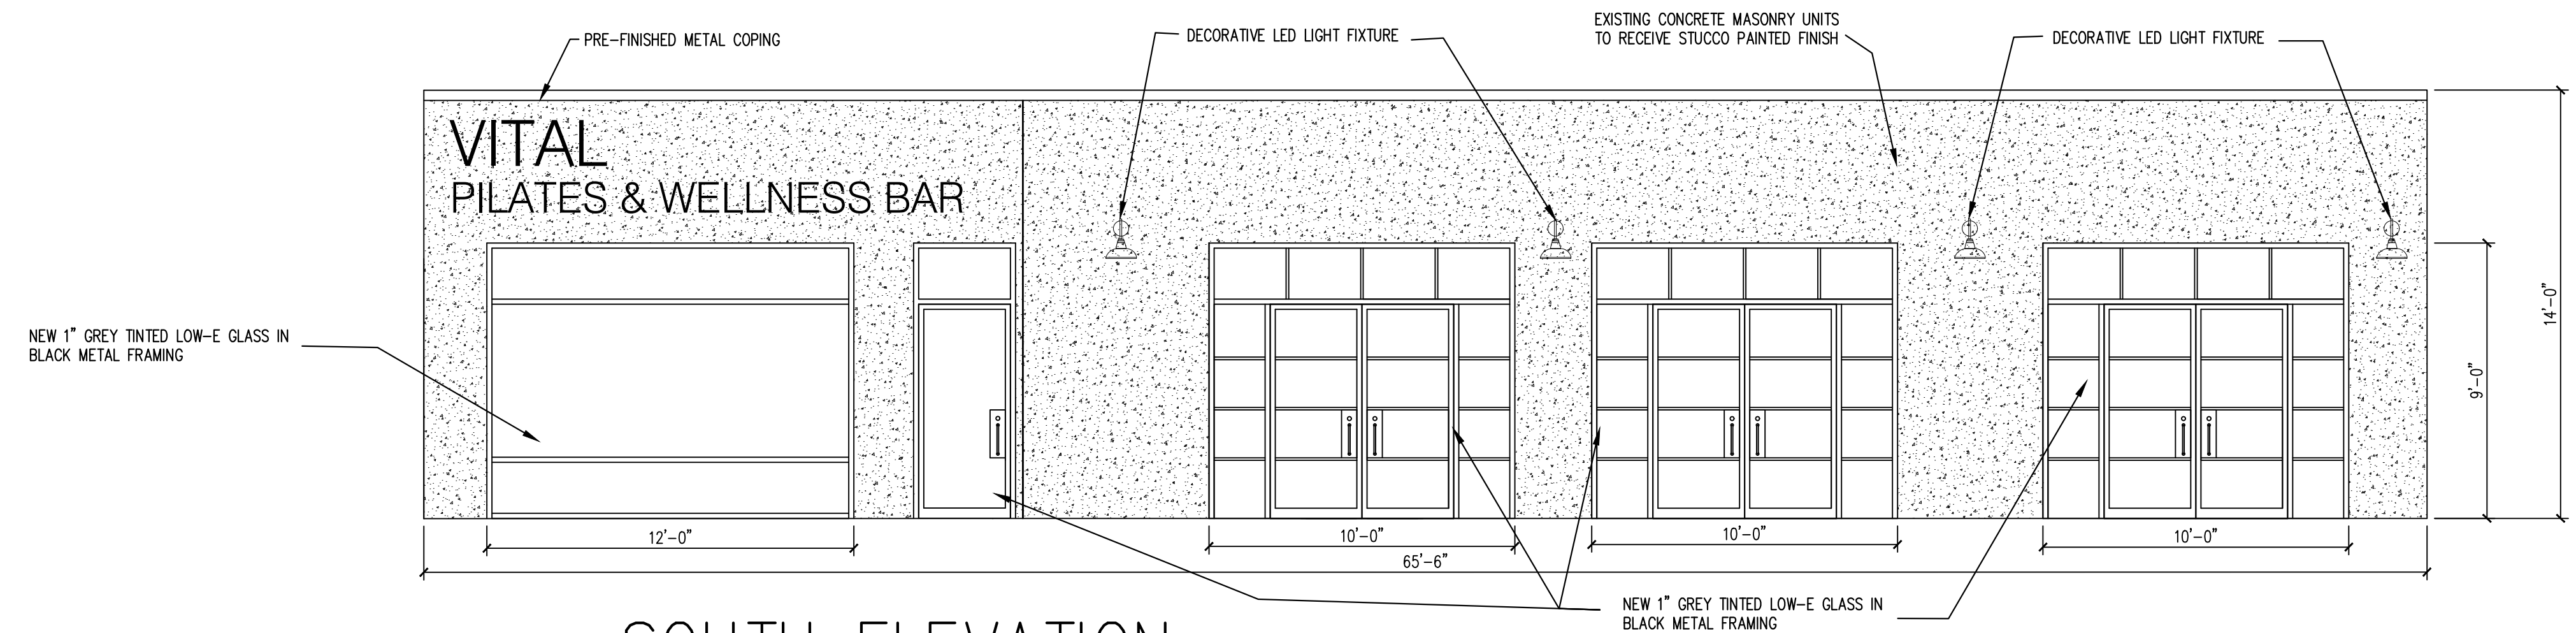 PRE-FINISHED METAL COPING
DECORATIVE LED LIGHT FIXTURE
EXISTING CONCRETE MASONRY UNITS
TO RECEIVE STUCCO PAINTED FINISH
DECORATIVE LED LIGHT FIXTURE
VITAL
PILATES & WELLNESS BAR
NEW 1" GREY TINTED LOW-E GLASS IN
BLACK METAL FRAMING
14'-0"
9'-0"
12'-0"
10'-0"
10'-0"
10'-0"
65'-6"
NEW 1" GREY TINTED LOW-E GLASS IN
BLACK METAL FRAMING
SOUTH ELEVATION